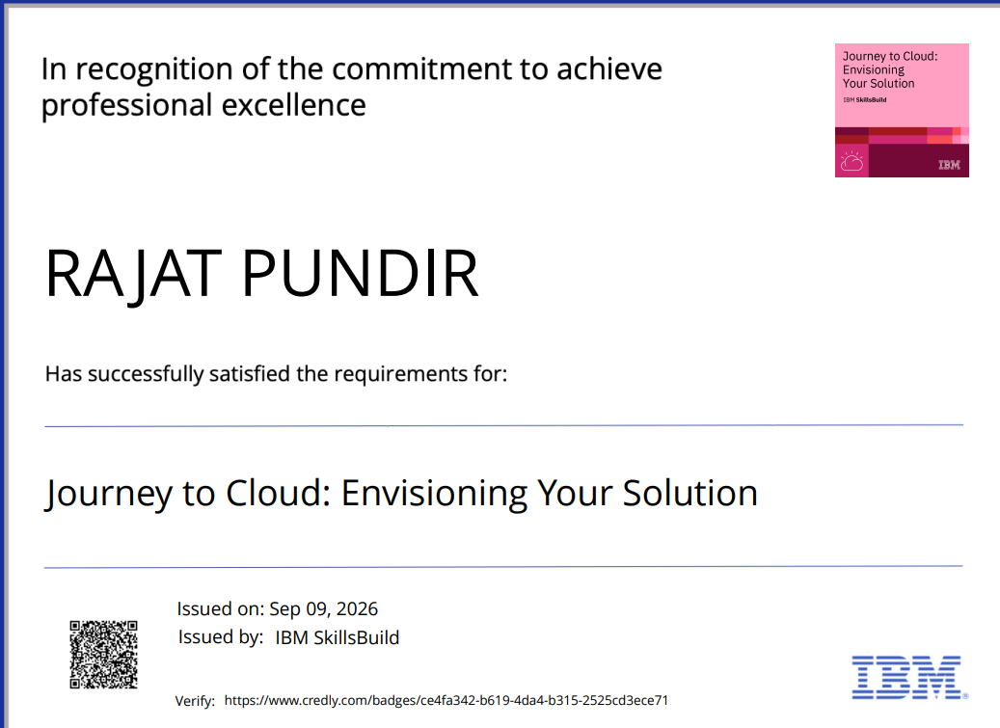 In recognition of the commitment to achieve
professional excellence
Journey to Cloud:
Envisioning
Your Solution
IBM SkillsBuild
IBM
RAJAT PUNDIR
Has successfully satisfied the requirements for:
Journey to Cloud: Envisioning Your Solution
Issued on: Sep 09, 2026
Issued by: IBM SkillsBuild
Verify: https://www.credly.com/badges/ce4fa342-b619-4da4-b315-2525cd3ece71
IBM®